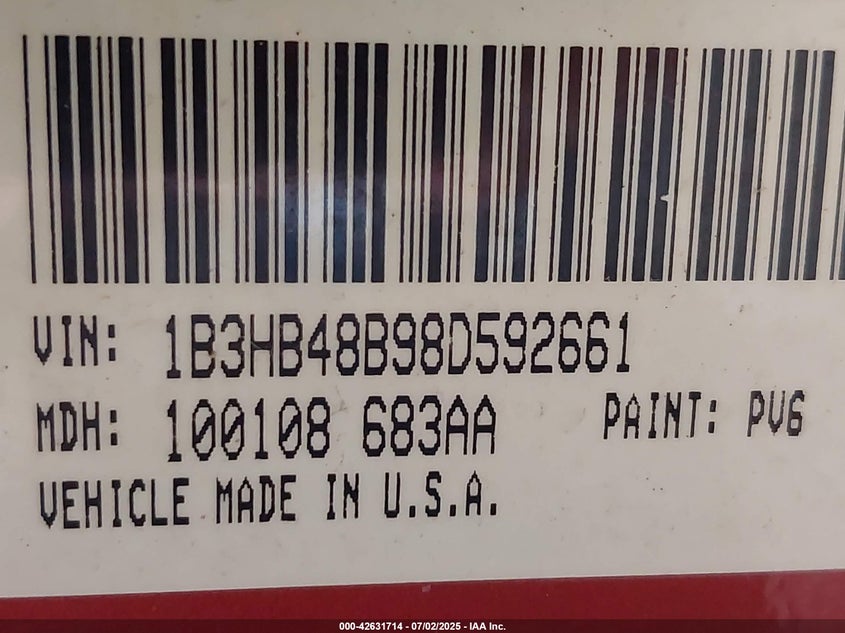 VIN: 1B3HB48B98D592661
MDH: 100108 683AA PAINT: PV6
VEHICLE MADE IN U.S.A.
000-42631714 - 07/02/2025 - IAA Inc.